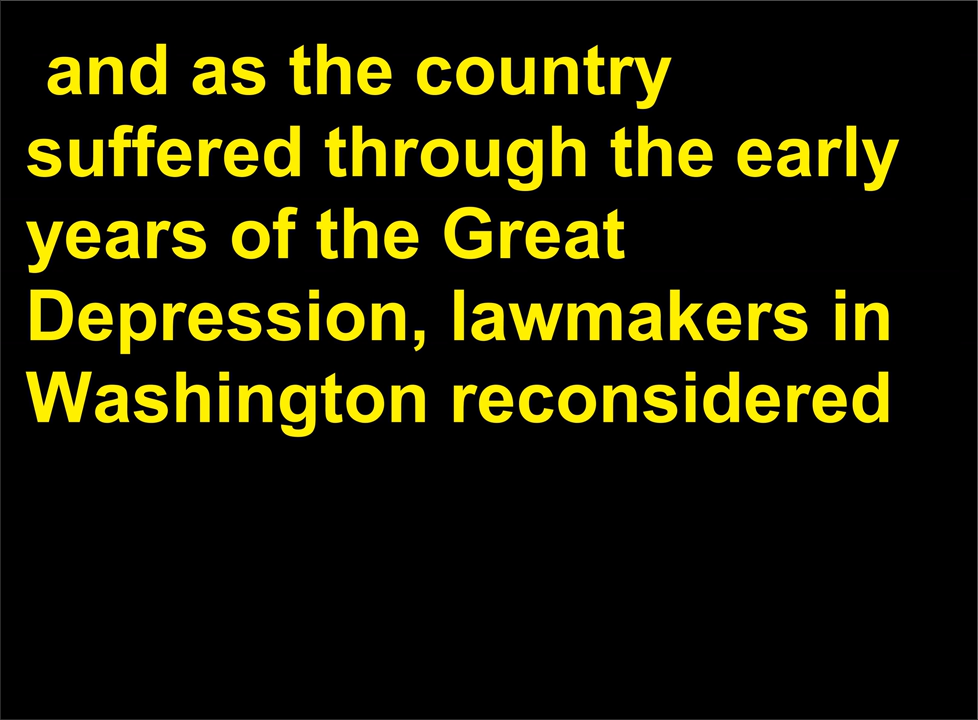 and as the country
suffered through the early
years of the Great
Depression, lawmakers in
Washington reconsidered